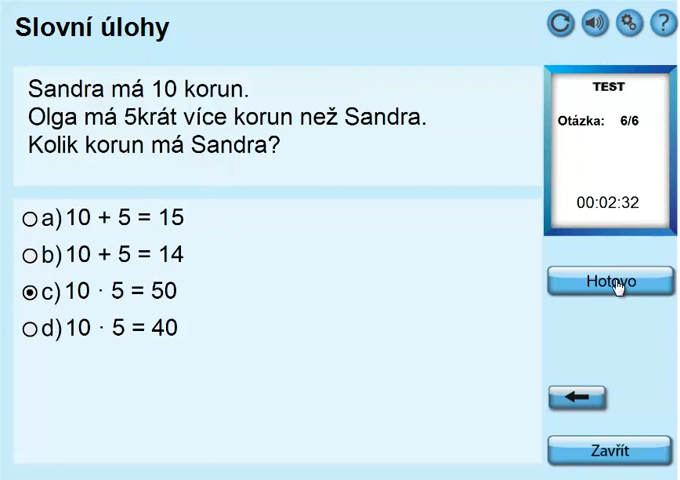 Slovní úlohy
?
Sandra má 10 korun.
Olga má 5krát více korun než Sandra.
Kolik korun má Sandra?
TEST
Otázka: 6/6
00:02:32
a) 10 + 5 = 15
b) 10 + 5 = 14
c) 10 · 5 = 50
d) 10 · 5 = 40
Hotovo
Zavřít